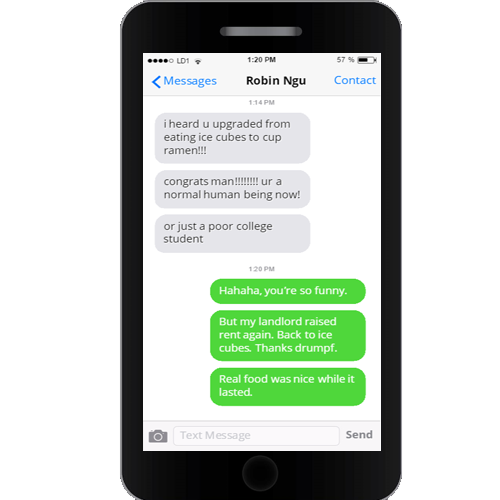 LD1 1:20 PM 57 %
Messages Robin Ngu Contact
1:14 PM
i heard u upgraded from
eating ice cubes to cup
ramen!!!
congrats man!!!!!!!! ur a
normal human being now!
or just a poor college
student
1:20 PM
Hahaha, you're so funny.
But my landlord raised
rent again. Back to ice
cubes. Thanks drumpf.
Real food was nice while it
lasted.
Text Message Send